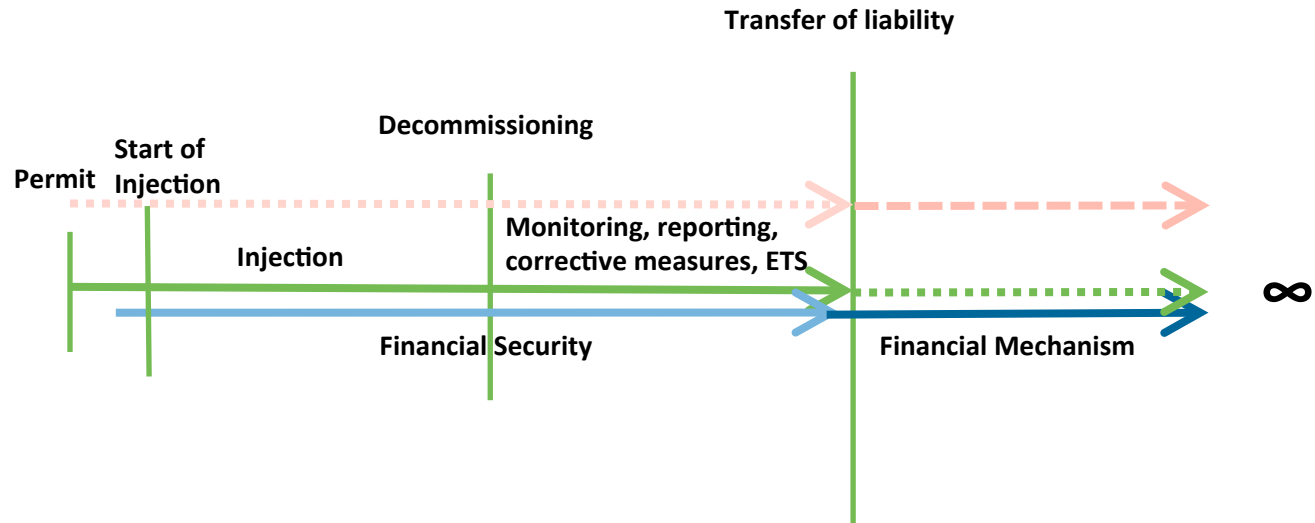 Transfer of liability
Decommissioning
Start of
Injection
Permit
Monitoring, reporting,
corrective measures, ETS
Injection
∞
Financial Security
Financial Mechanism